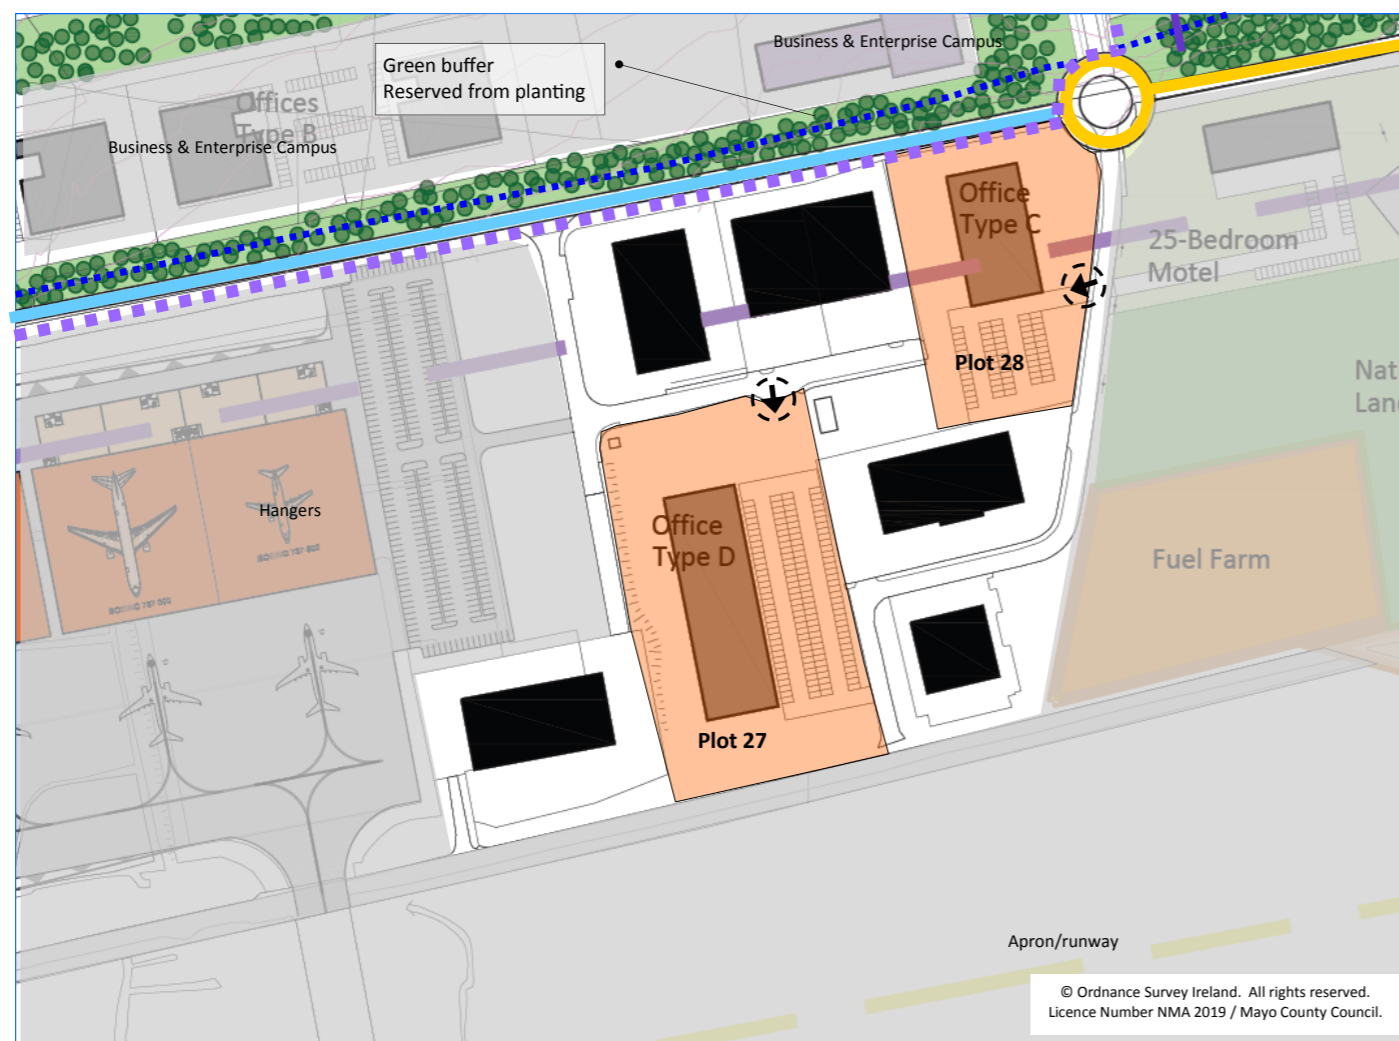 Business & Enterprise Campus
Green buffer
Reserved from planting
Offices
Type B
Business & Enterprise Campus
Office
Type C
25-Bedroom
Motel
Plot 28
Nat
Land
Hangers
Office
Type D
Fuel Farm
Plot 27
Apron/runway
© Ordnance Survey Ireland. All rights reserved.
Licence Number NMA 2019 / Mayo County Council.